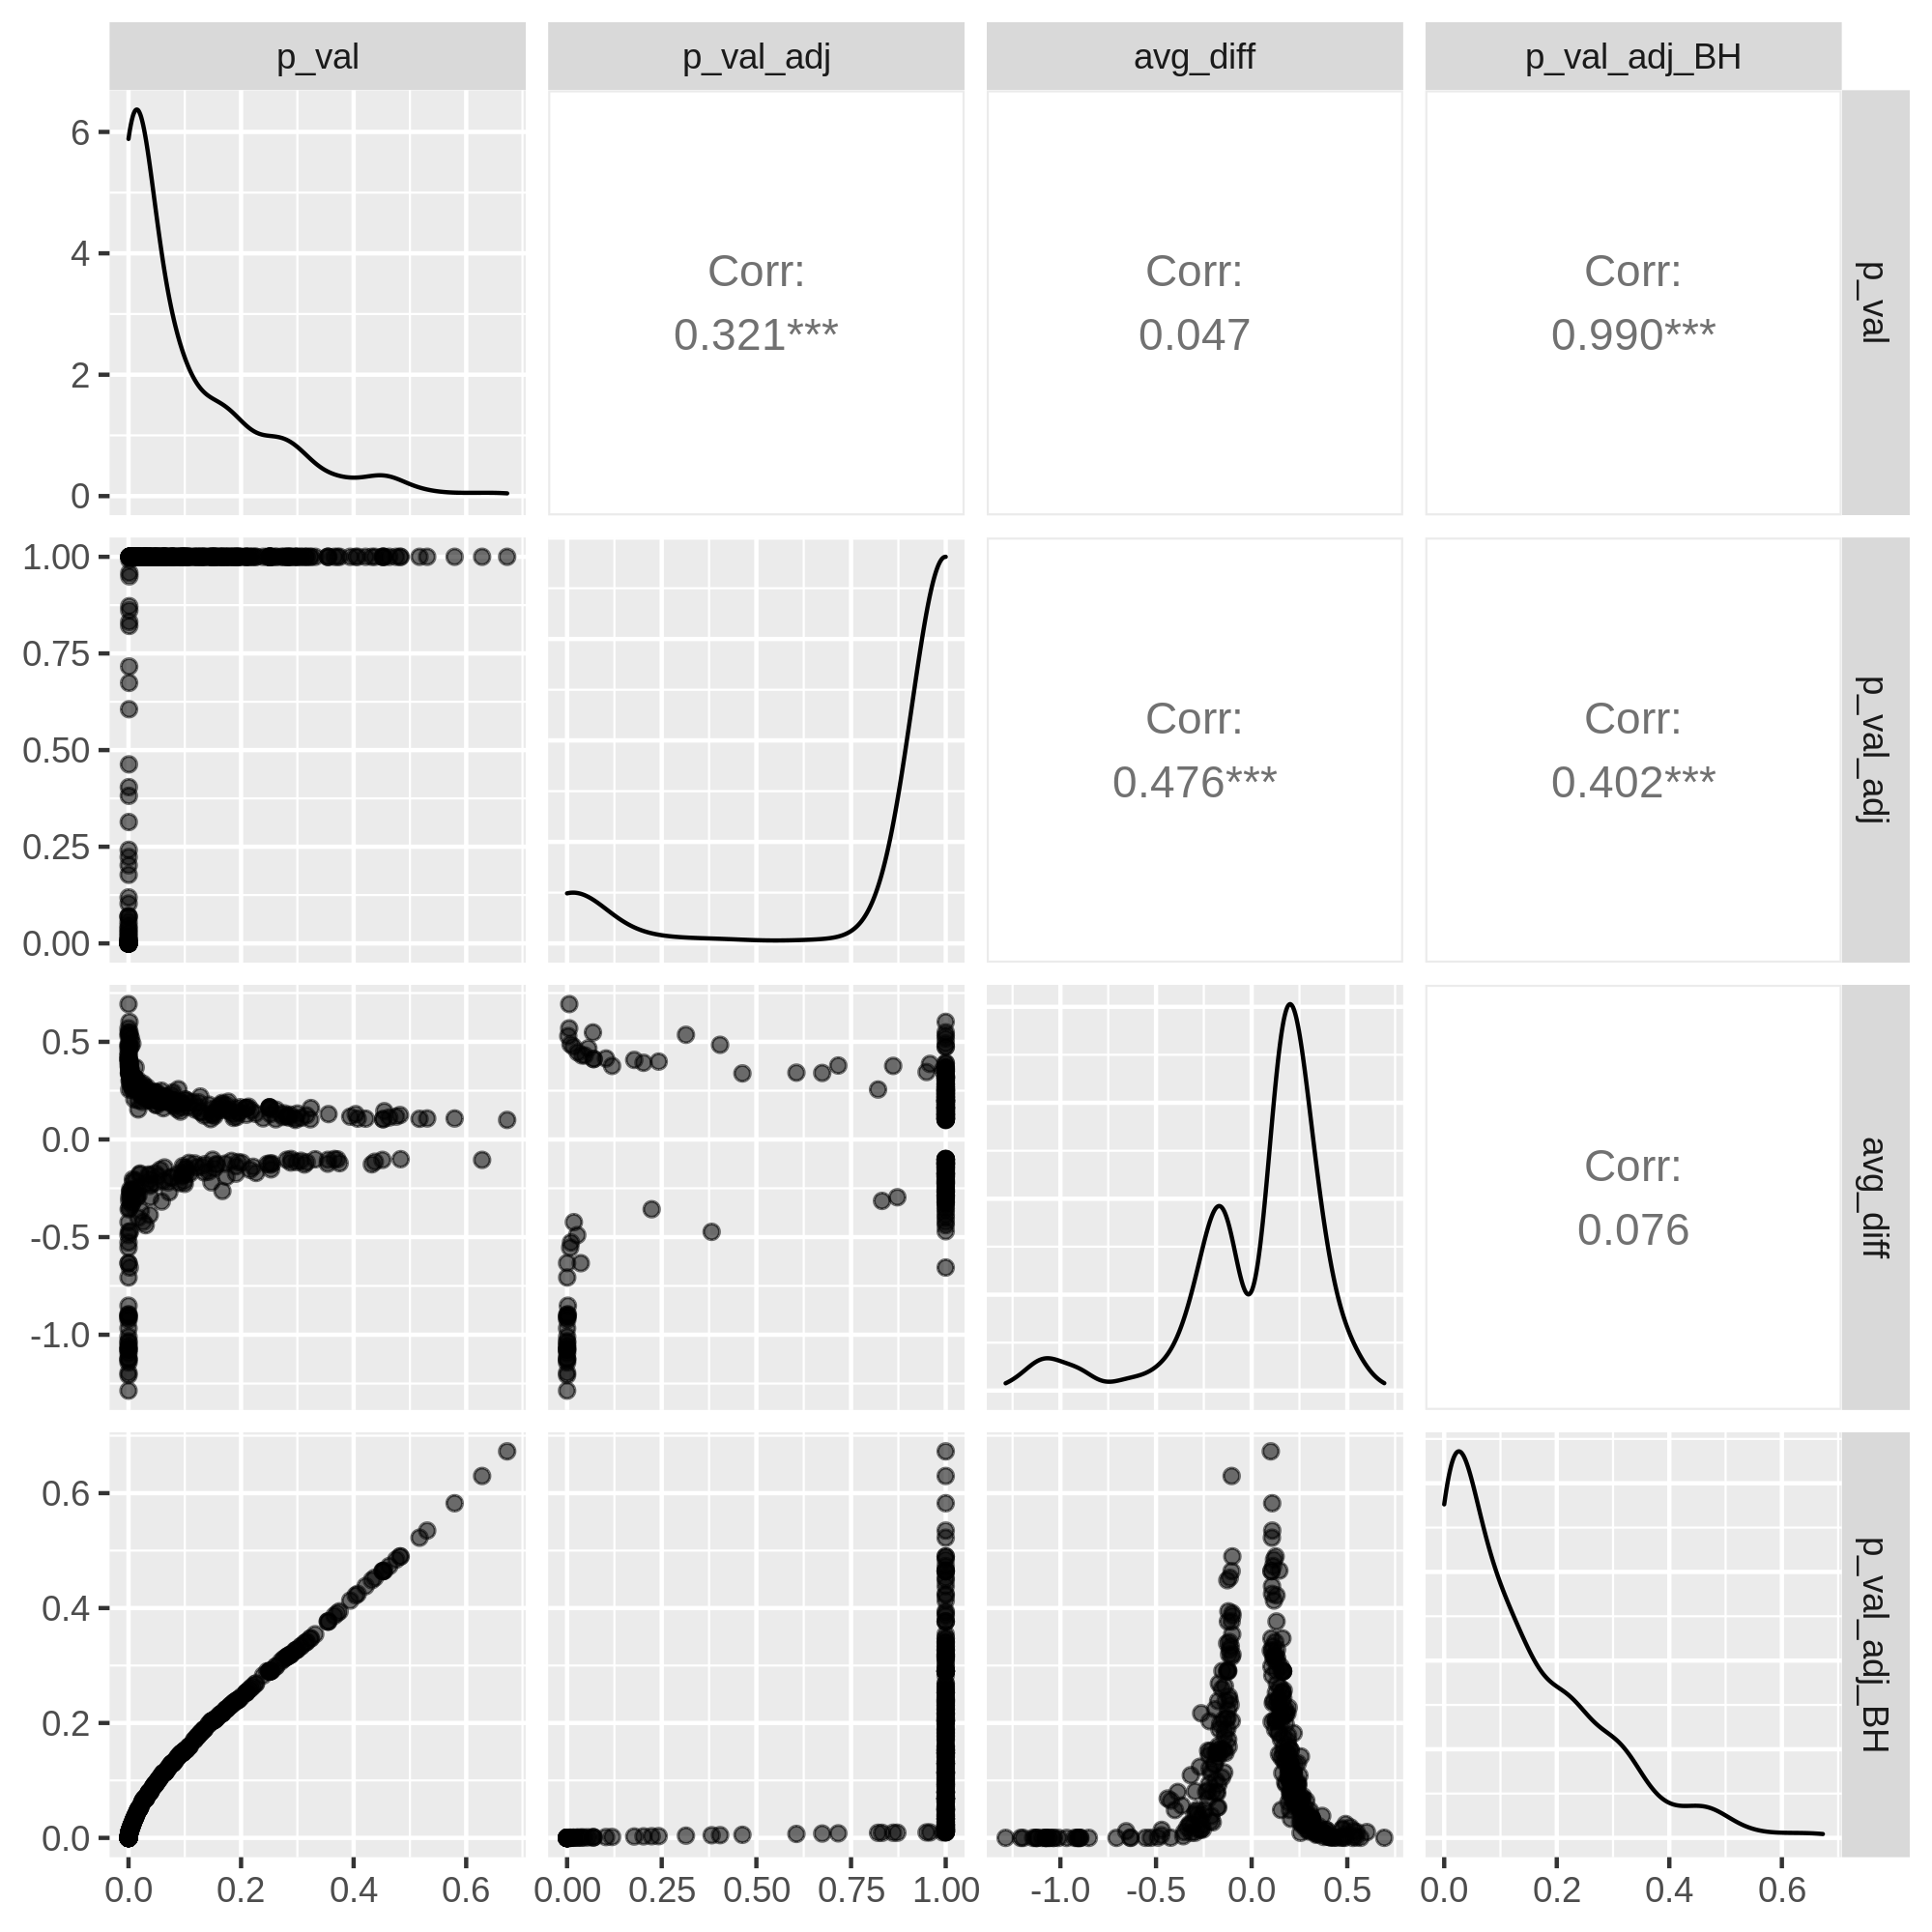 p_val p_val_adj avg_diff p_val_adj_BH
6
4
2
0
Corr:
0.321***
Corr:
0.047
Corr:
0.990***
p_val
1.00
0.75
0.50
0.25
0.00
Corr:
0.476***
Corr:
0.402***
p_val_adj
0.5
0.0
-0.5
-1.0
Corr:
0.076
avg_diff
0.6
0.4
0.2
0.0
p_val_adj_BH
0.0 0.2 0.4 0.6 0.00 0.25 0.50 0.75 1.00 -1.0 -0.5 0.0 0.5 0.0 0.2 0.4 0.6